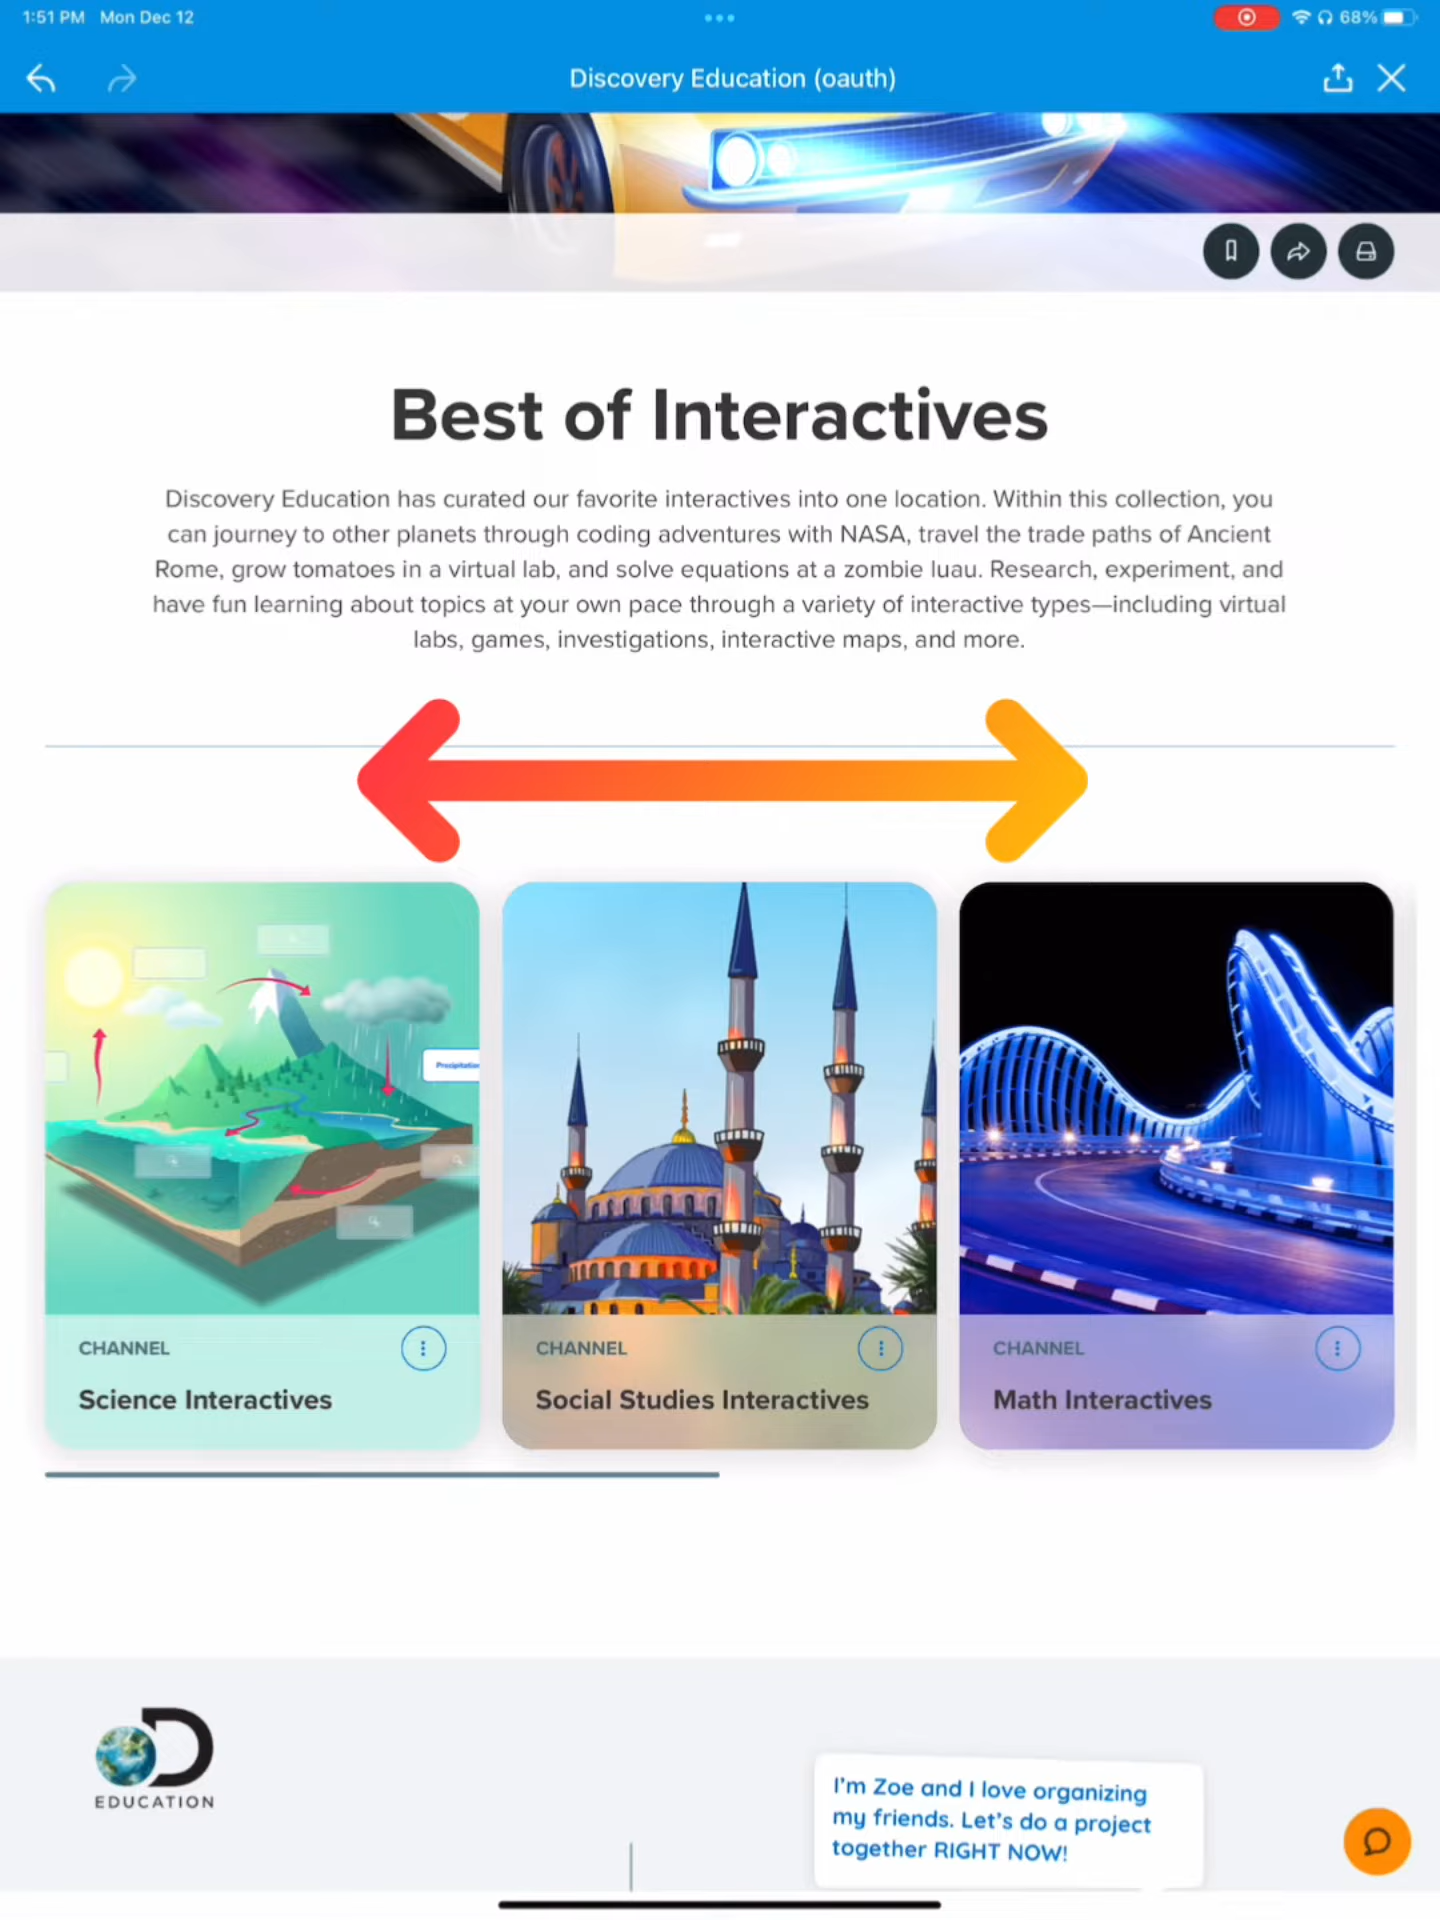 1:51 PM Mon Dec 12
68%
Discovery Education (oauth)
Best of Interactives
Discovery Education has curated our favorite interactives into one location. Within this collection, you
can journey to other planets through coding adventures with NASA, travel the trade paths of Ancient
Rome, grow tomatoes in a virtual lab, and solve equations at a zombie luau. Research, experiment, and
have fun learning about topics at your own pace through a variety of interactive types—including virtual
labs, games, investigations, interactive maps, and more.
Precipitation
CHANNEL
Science Interactives
CHANNEL
Social Studies Interactives
CHANNEL
Math Interactives
D
EDUCATION
I'm Zoe and I love organizing
my friends. Let's do a project
together RIGHT NOW!